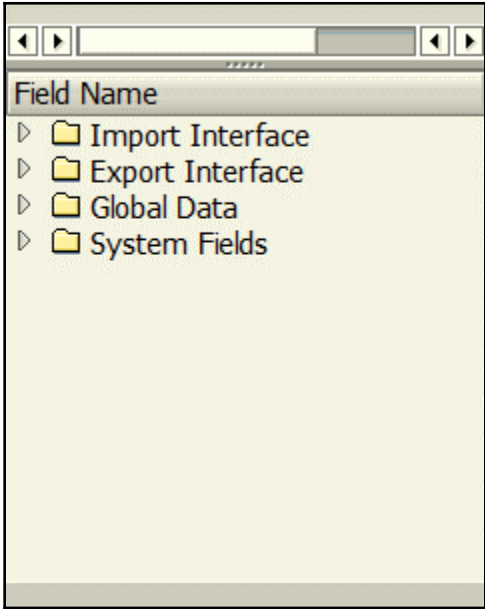 Field Name
Import Interface
Export Interface
Global Data
System Fields